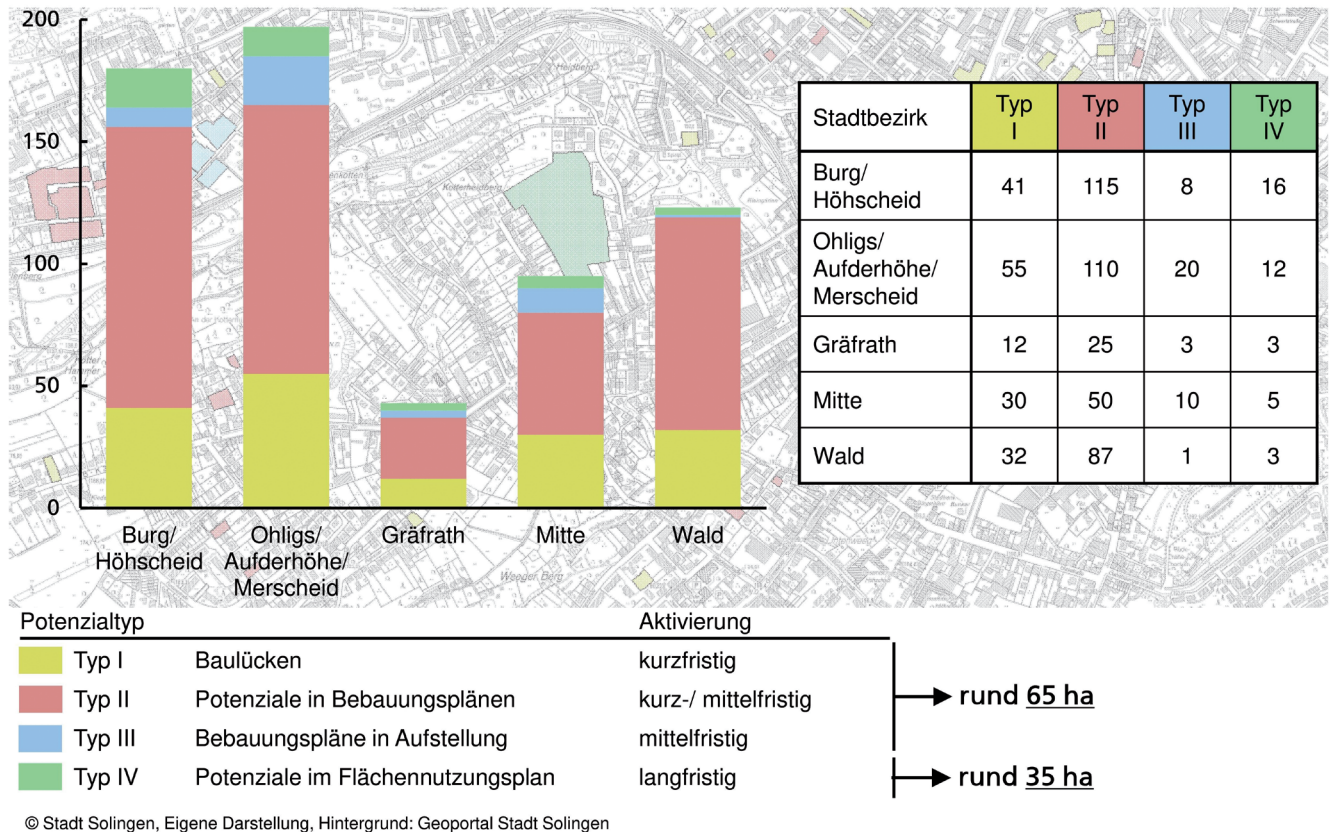 200
150
100
50
0
Burg/
Höhscheid
Ohligs/
Aufderhöhe/
Merscheid
Gräfrath
Mitte
Wald
Stadtbezirk
Typ
I
Typ
II
Typ
III
Typ
IV
Burg/
Höhscheid
41 115 8 16
Ohligs/
Aufderhöhe/
Merscheid
55 110 20 12
Gräfrath 12 25 3 3
Mitte 30 50 10 5
Wald 32 87 1 3
Kotterheidberg
Heidberg
Weeger Berg
Potenzialtyp Aktivierung
Typ I Baulücken kurzfristig
Typ II Potenziale in Bebauungsplänen kurz-/ mittelfristig
Typ III Bebauungspläne in Aufstellung mittelfristig
Typ IV Potenziale im Flächennutzungsplan langfristig
rund 65 ha
rund 35 ha
© Stadt Solingen, Eigene Darstellung, Hintergrund: Geoportal Stadt Solingen